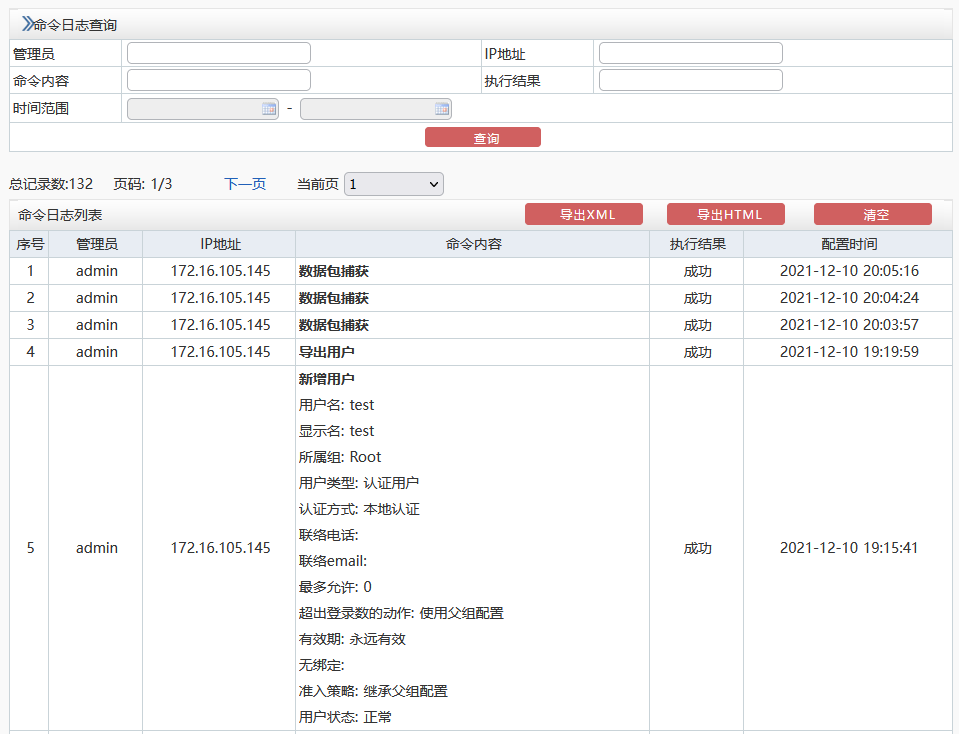 命令日志查询
管理员 IP地址
命令内容 执行结果
时间范围 -
查询
总记录数:132 页码: 1/3 下一页 当前页 1
命令日志列表 导出XML 导出HTML 清空
序号 管理员 IP地址 命令内容 执行结果 配置时间
1 admin 172.16.105.145 数据包捕获 成功 2021-12-10 20:05:16
2 admin 172.16.105.145 数据包捕获 成功 2021-12-10 20:04:24
3 admin 172.16.105.145 数据包捕获 成功 2021-12-10 20:03:57
4 admin 172.16.105.145 导出用户 成功 2021-12-10 19:19:59
新增用户
用户名: test
显示名: test
所属组: Root
用户类型: 认证用户
认证方式: 本地认证
联络电话:
5 admin 172.16.105.145 成功 2021-12-10 19:15:41
联络email:
最多允许: 0
超出登录数的动作: 使用父组配置
有效期: 永远有效
无绑定:
准入策略: 继承父组配置
用户状态: 正常